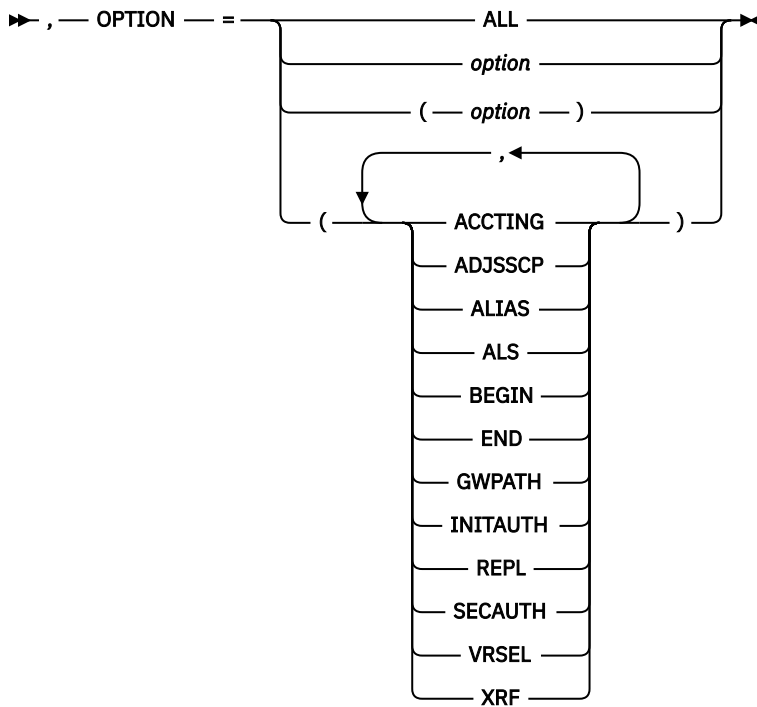 , OPTION = ALL
option
( option )
,
( ACCTING )
ADJSSCP
ALIAS
ALS
BEGIN
END
GWPATH
INITAUTH
REPL
SECAUTH
VRSEL
XRF